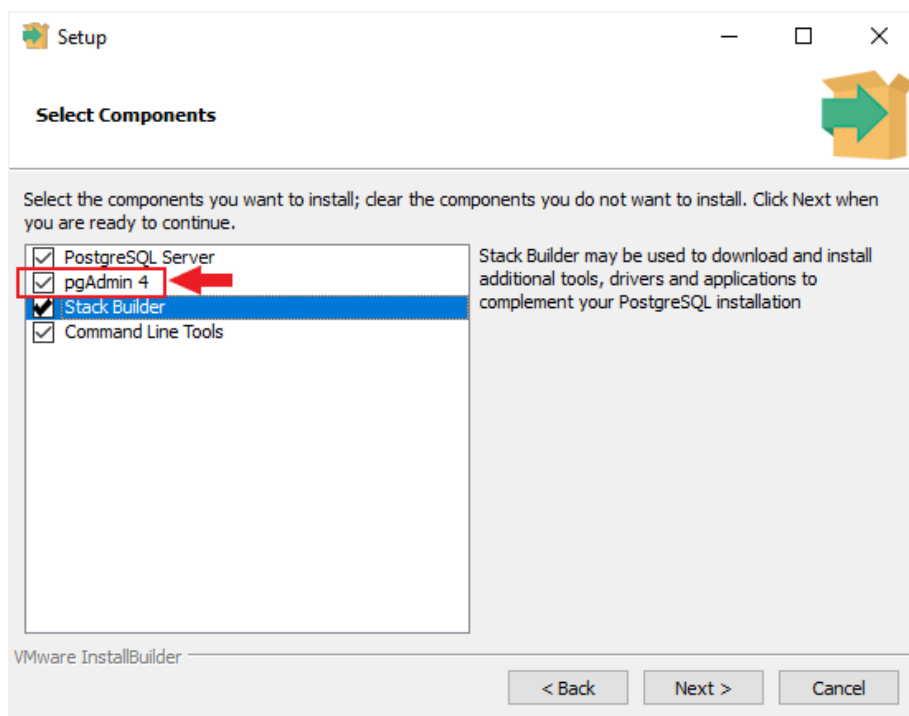 Setup
Select Components
Select the components you want to install; clear the components you do not want to install. Click Next when
you are ready to continue.
PostgreSQL Server
pgAdmin 4
Stack Builder
Command Line Tools
Stack Builder may be used to download and install
additional tools, drivers and applications to
complement your PostgreSQL installation
VMware InstallBuilder
< Back
Next >
Cancel